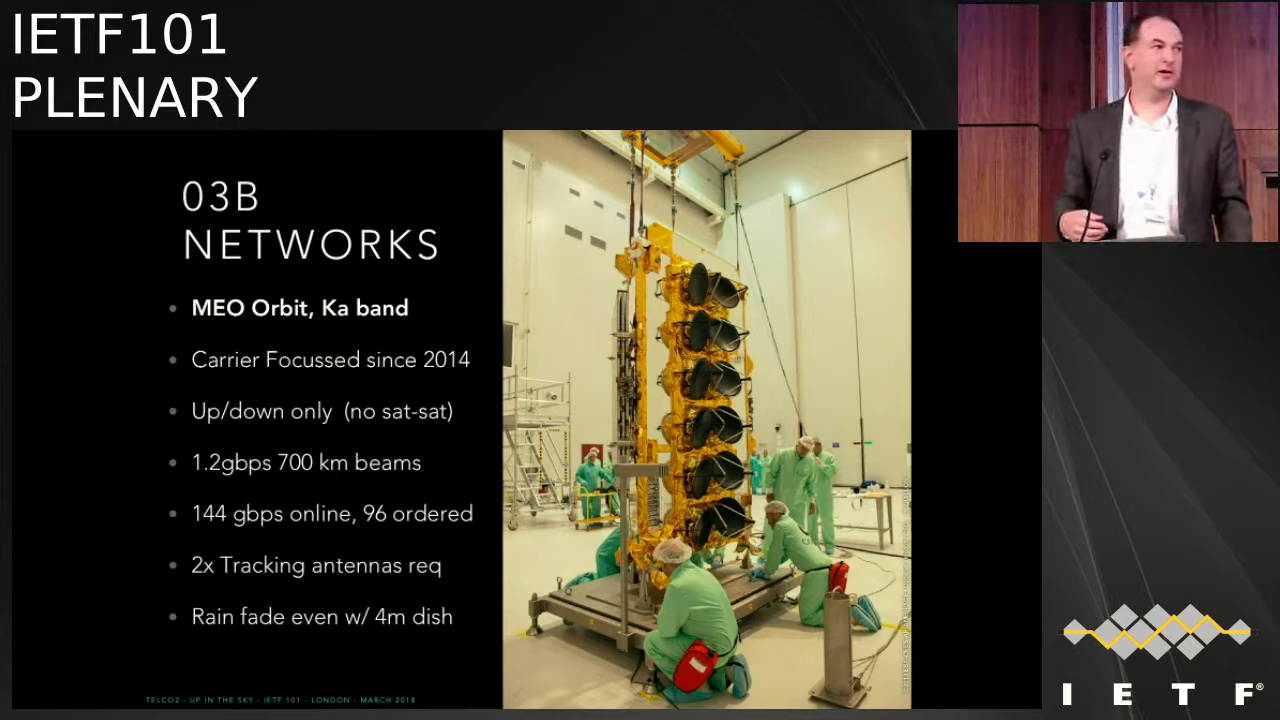 IETF101
PLENARY
03B
NETWORKS
MEO Orbit, Ka band
Carrier Focussed since 2014
Up/down only (no sat-sat)
1.2gbps 700 km beams
144 gbps online, 96 ordered
2x Tracking antennas req
Rain fade even w/ 4m dish
TELCO2 - UP IN THE SKY - IETF 101 - LONDON - MARCH 2018
I E T F®